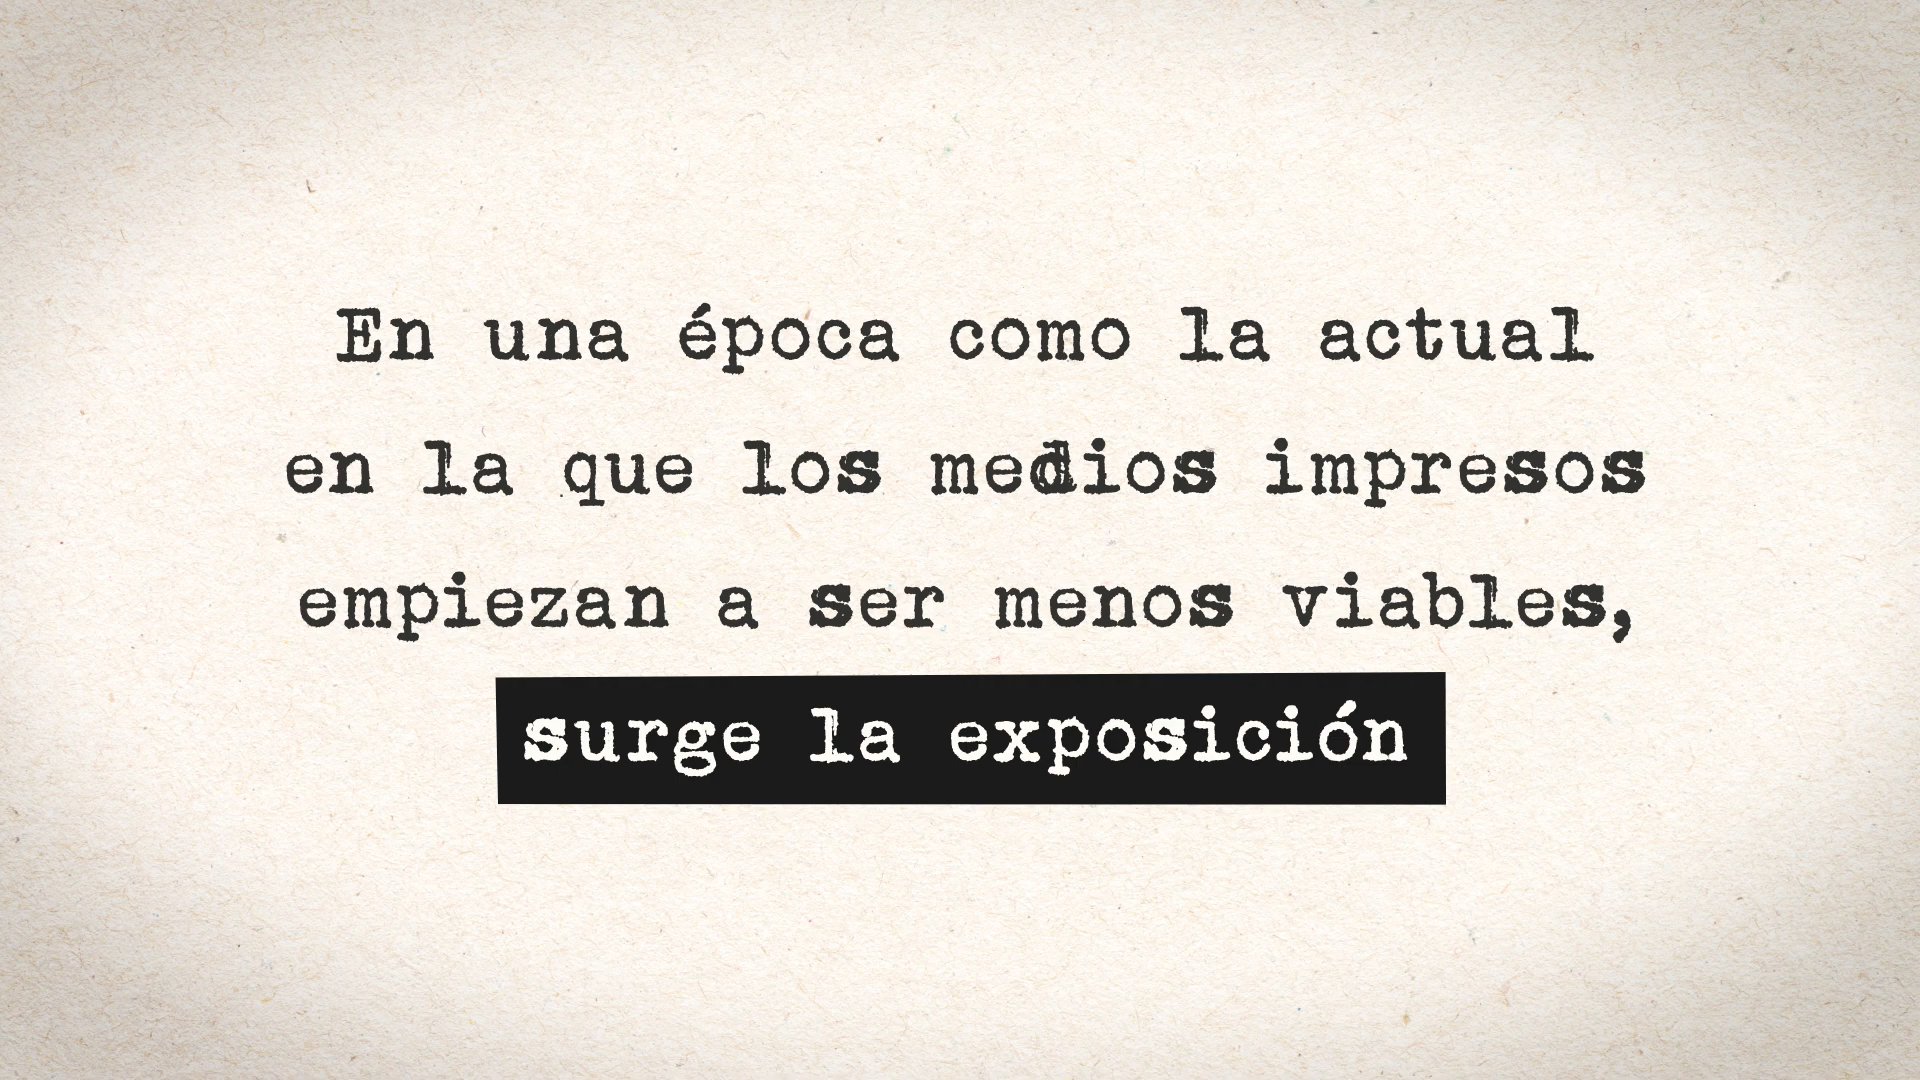 En una época como la actual
en la que los medios impresos
empiezan a ser menos viables,
surge la exposición